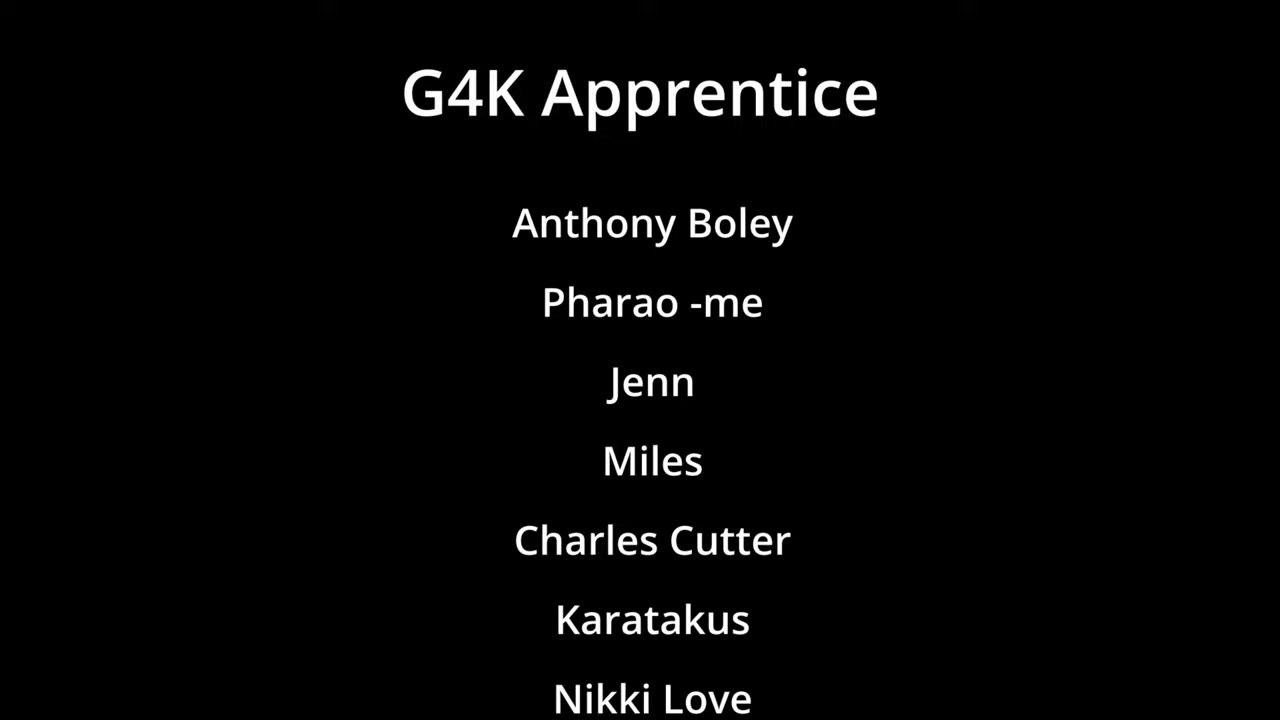 G4K Apprentice
Anthony Boley
Pharao -me
Jenn
Miles
Charles Cutter
Karatakus
Nikki Love